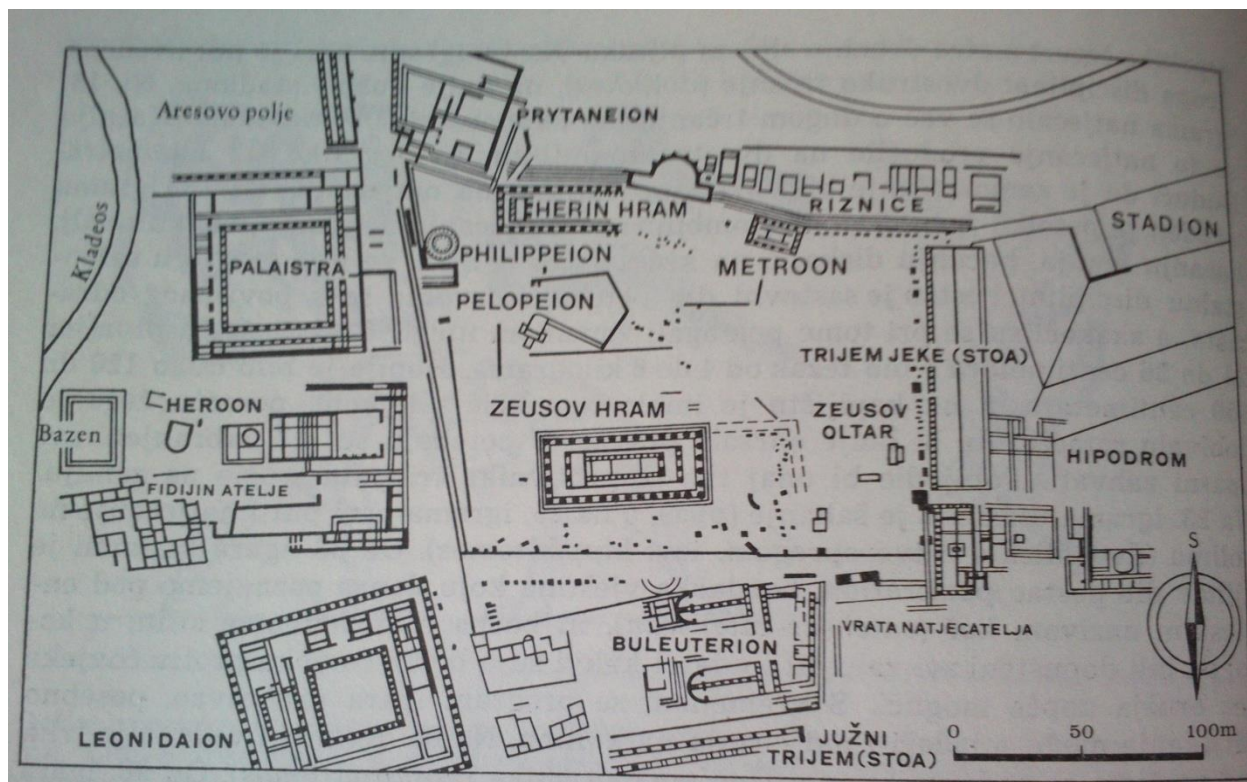 Aresovo polje
PRYTANEION
Kladeos
HERIN HRAM
RIZNICE
STADION
PALAISTRA
PHILIPPEION
METROON
PELOPEION
TRIJEM JEKE (STOA)
HEROON
ZEUSOV HRAM
ZEUSOV
OLTAR
Bazen
HIPODROM
FIDIJIN ATELJE
S
VRATA NATJECATELJA
BULEUTERION
LEONIDAION
JUŽNI
TRIJEM (STOA)
0 50 100m